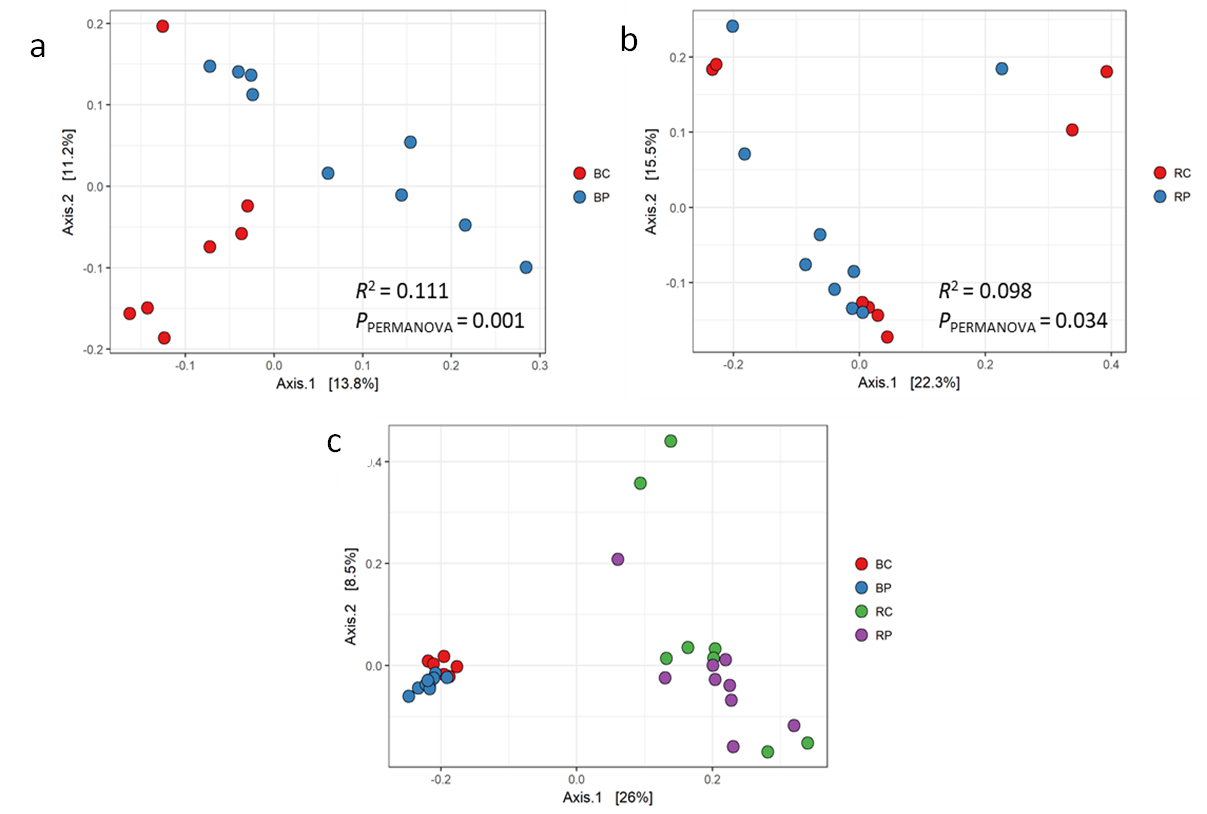 a
0.2
0.1
0.0
-0.1
-0.2
Axis.2 [11.2%]
-0.1
0.0
0.1
0.2
0.3
Axis.1 [13.8%]
R² = 0.111
PPERMANOVA = 0.001
BC
BP
b
0.2
0.1
0.0
-0.1
Axis.2 [15.5%]
-0.2
0.0
0.2
0.4
Axis.1 [22.3%]
R² = 0.098
PPERMANOVA = 0.034
RC
RP
c
.4
0.2
0.0
Axis.2 [8.5%]
-0.2
0.0
0.2
Axis.1 [26%]
BC
BP
RC
RP